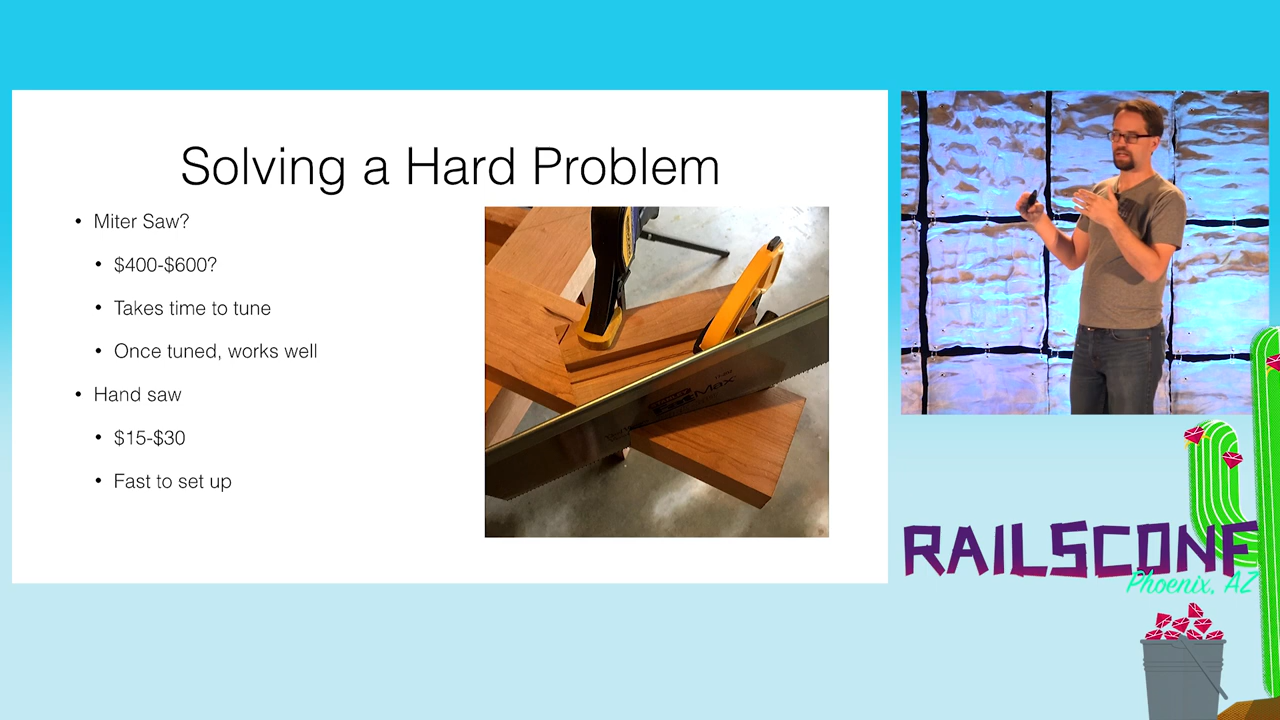 Solving a Hard Problem
• Miter Saw?
• $400-$600?
• Takes time to tune
• Once tuned, works well
• Hand saw
• $15-$30
• Fast to set up
RAILSCONF
Phoenix, AZ